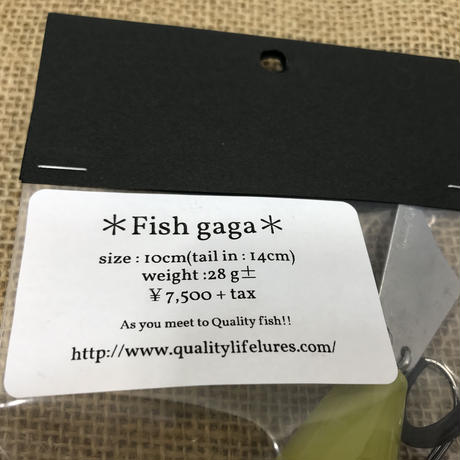 ＊Fish gaga＊
size : 10cm(tail in : 14cm)
weight :28 g±
￥7,500 + tax
As you meet to Quality fish!!
http://www.qualitylifelures.com/